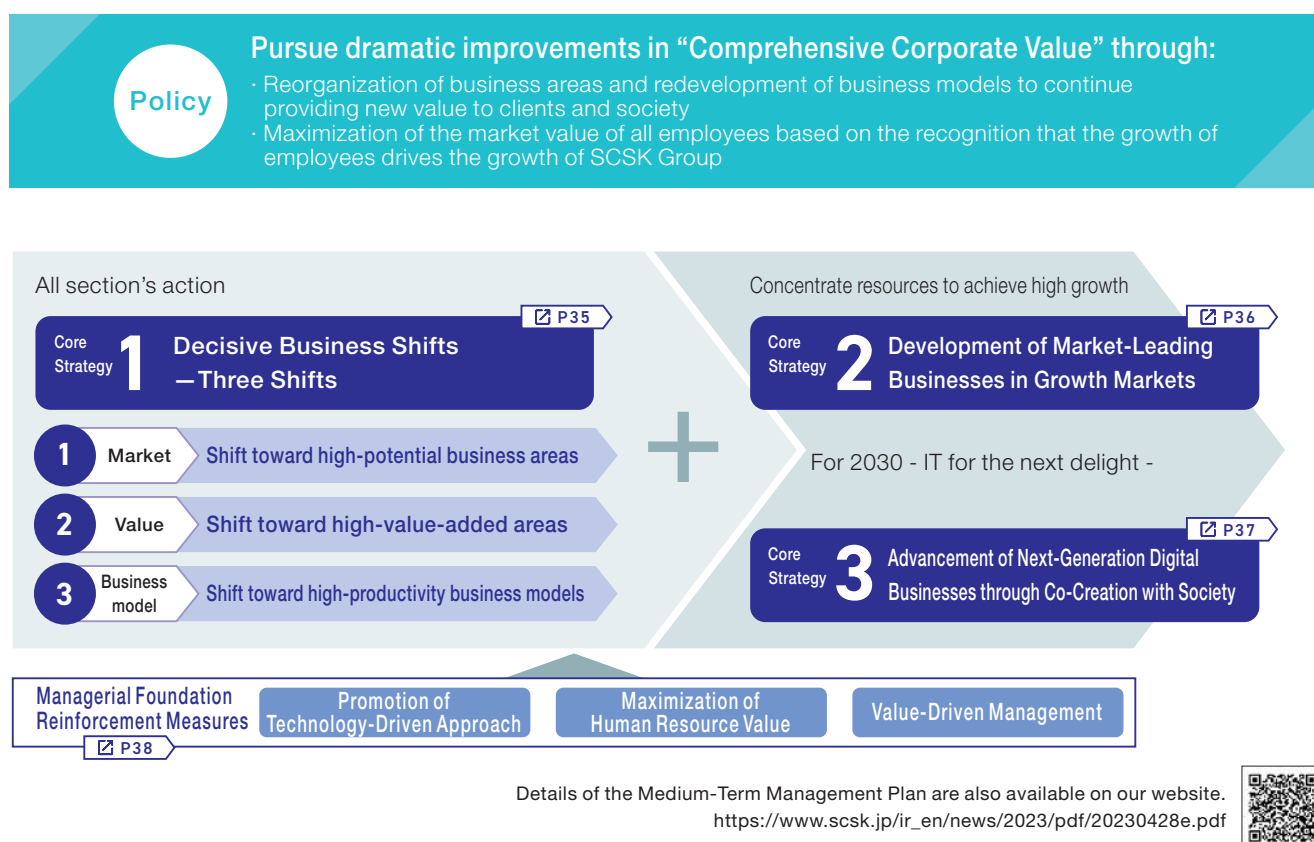 Policy
Pursue dramatic improvements in “Comprehensive Corporate Value” through:
· Reorganization of business areas and redevelopment of business models to continue
providing new value to clients and society
· Maximization of the market value of all employees based on the recognition that the growth of
employees drives the growth of SCSK Group
All section’s action
P35
Core
Strategy
1
Decisive Business Shifts
—Three Shifts
1 Market Shift toward high-potential business areas
2 Value Shift toward high-value-added areas
3 Business
model
Shift toward high-productivity business models
+
Concentrate resources to achieve high growth
P36
Core
Strategy
2
Development of Market-Leading
Businesses in Growth Markets
For 2030 - IT for the next delight -
P37
Core
Strategy
3
Advancement of Next-Generation Digital
Businesses through Co-Creation with Society
Managerial Foundation
Reinforcement Measures
P38
Promotion of
Technology-Driven Approach
Maximization of
Human Resource Value
Value-Driven Management
Details of the Medium-Term Management Plan are also available on our website.
https://www.scsk.jp/ir_en/news/2023/pdf/20230428e.pdf